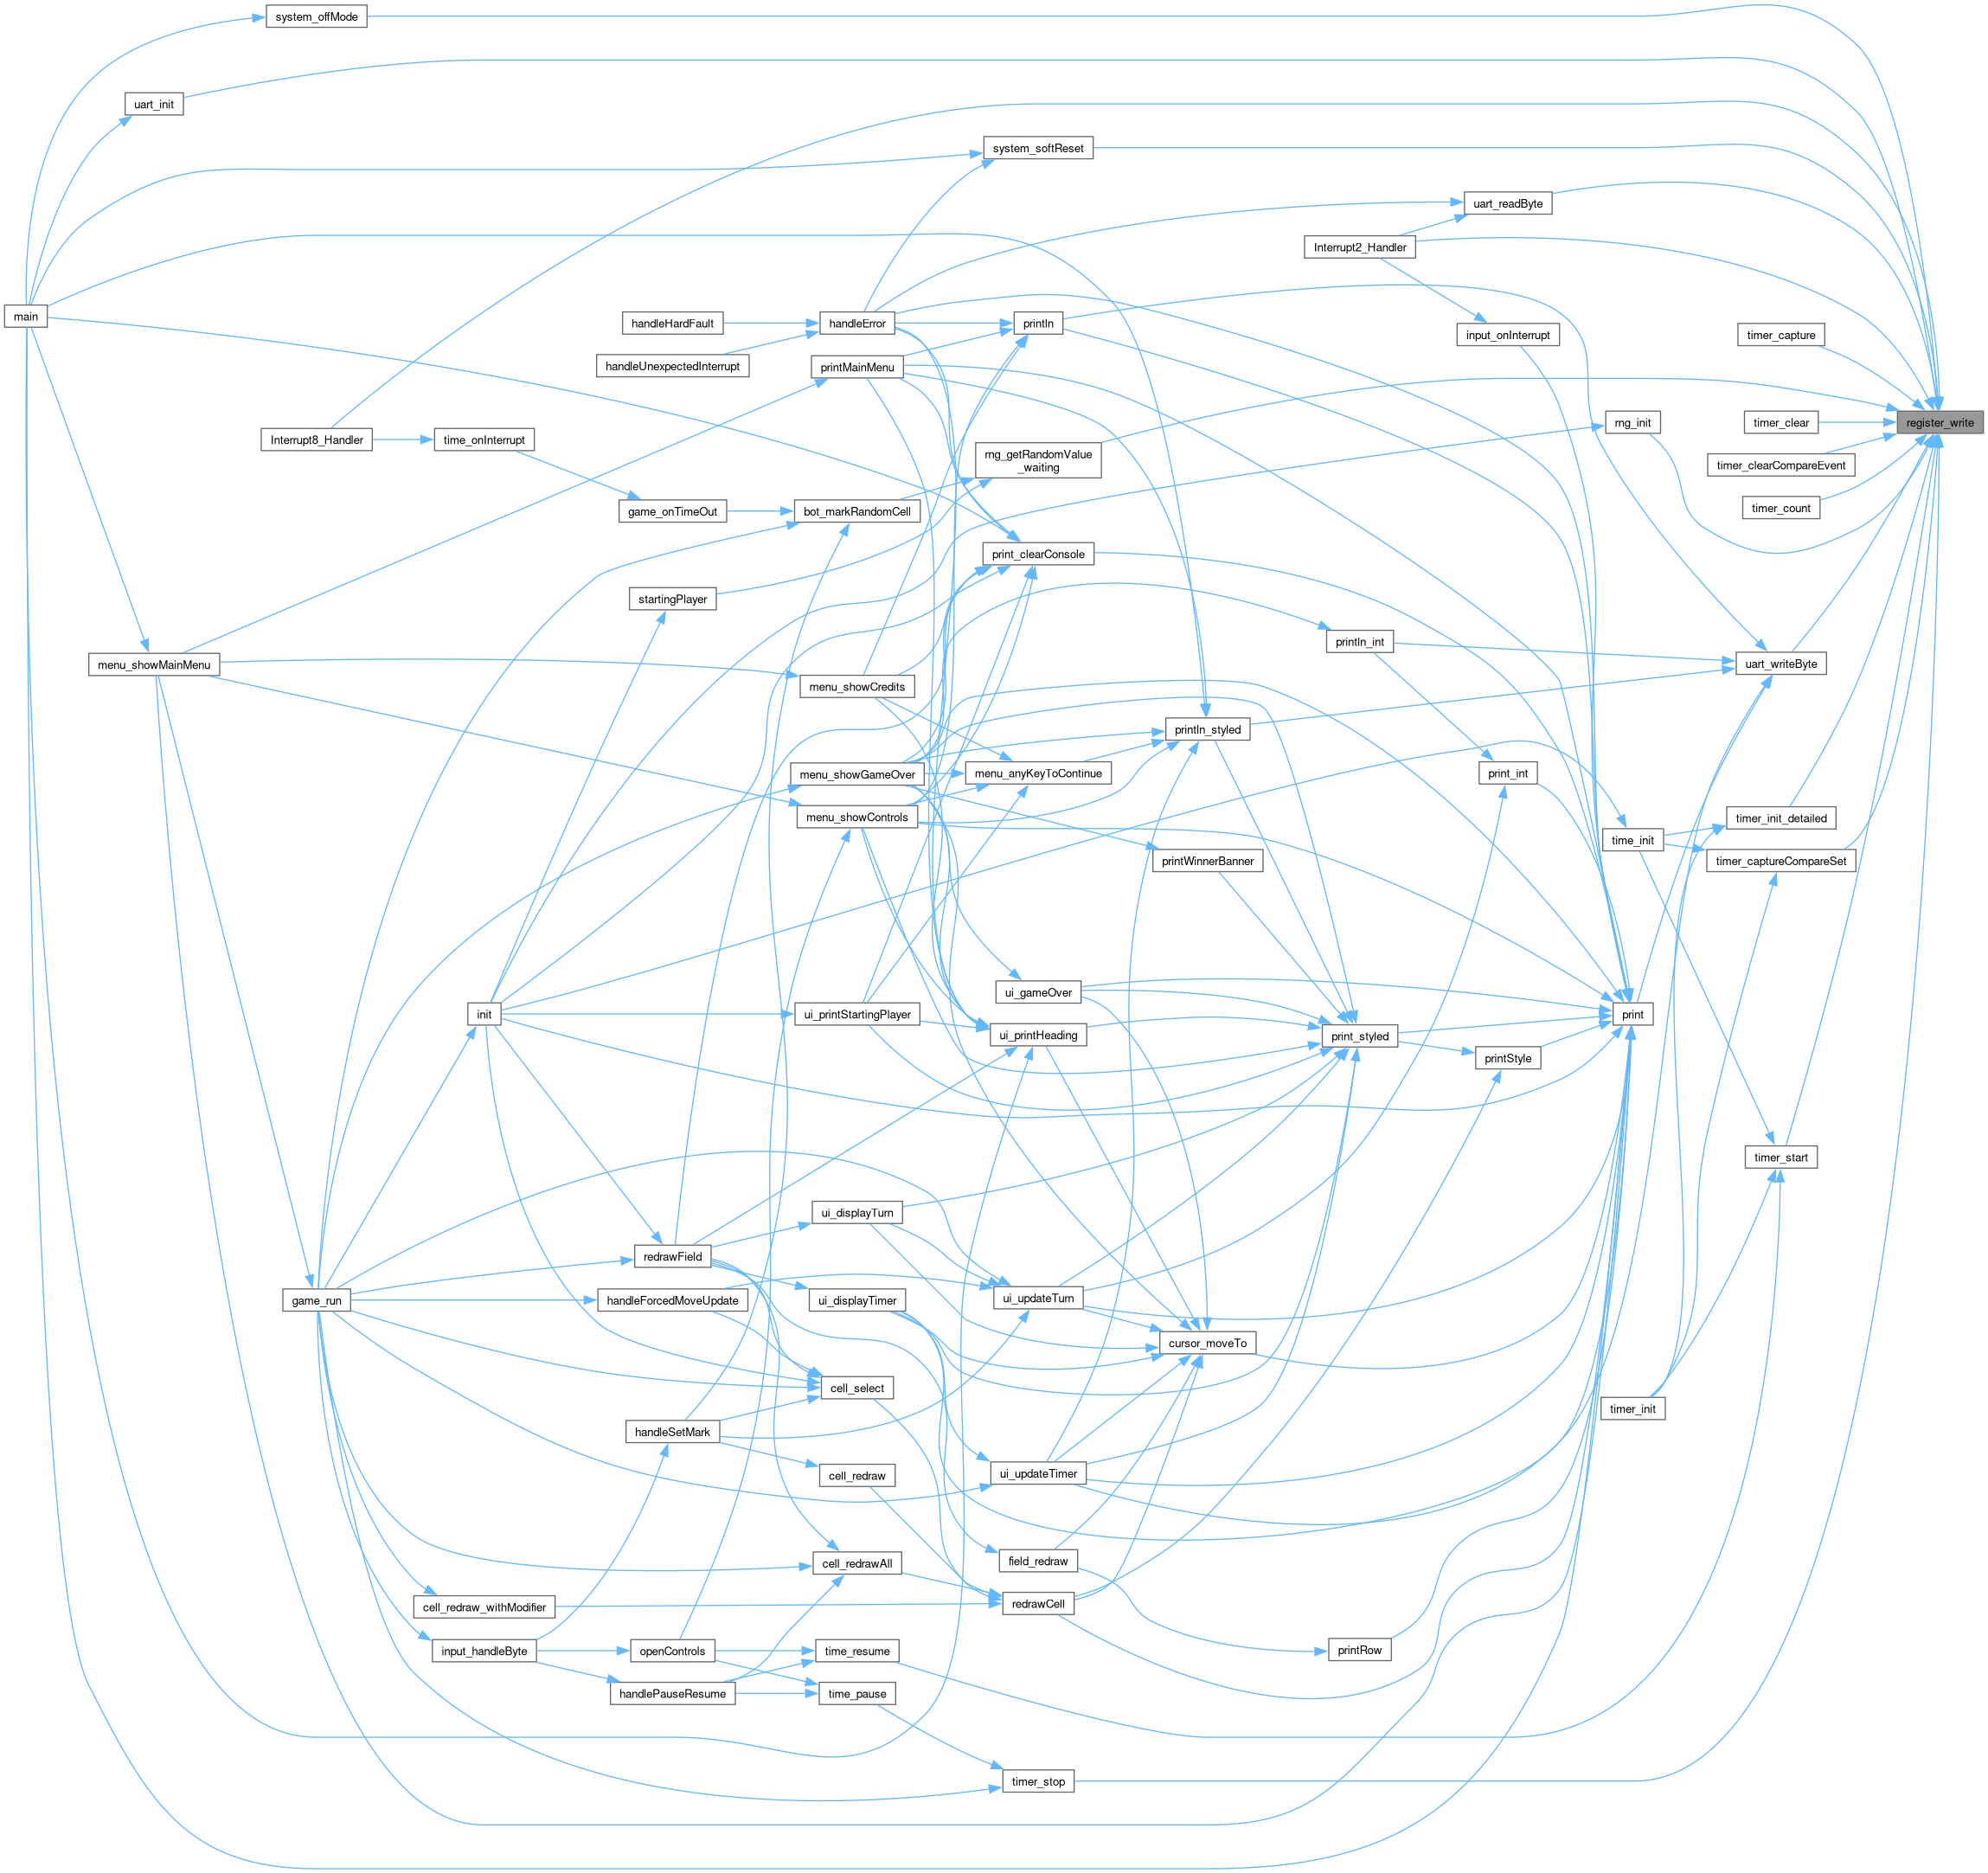 system_offMode
uart_init
system_softReset
uart_readByte
Interrupt2_Handler
main
handleHardFault
handleError
println
input_onInterrupt
timer_capture
handleUnexpectedInterrupt
printMainMenu
Interrupt8_Handler
time_onInterrupt
rng_getRandomValue
_waiting
rng_init
timer_clear
register_write
timer_clearCompareEvent
game_onTimeOut
bot_markRandomCell
timer_count
print_clearConsole
startingPlayer
println_int
menu_showMainMenu
uart_writeByte
menu_showCredits
println_styled
menu_showGameOver
menu_anyKeyToContinue
print_int
menu_showControls
timer_init_detailed
time_init
printWinnerBanner
timer_captureCompareSet
ui_gameOver
init
ui_printStartingPlayer
ui_printHeading
print_styled
print
printStyle
timer_start
ui_displayTurn
redrawField
game_run
handleForcedMoveUpdate
ui_displayTimer
ui_updateTurn
cursor_moveTo
cell_select
timer_init
handleSetMark
cell_redraw
ui_updateTimer
cell_redrawAll
field_redraw
cell_redraw_withModifier
redrawCell
input_handleByte
openControls
time_resume
printRow
handlePauseResume
time_pause
timer_stop